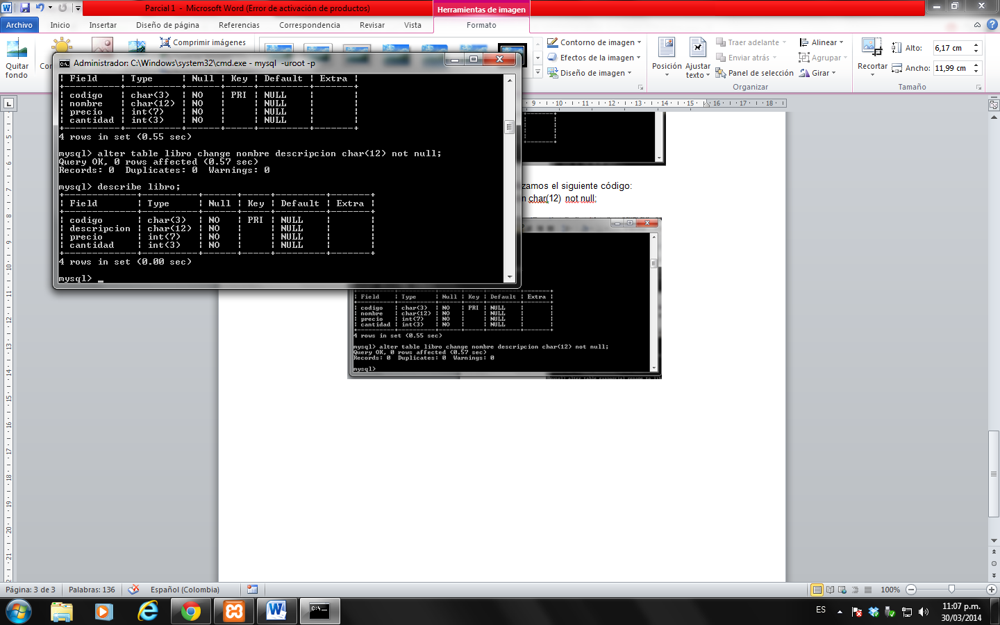 Parcial 1 - Microsoft Word (Error de activación de productos)
Herramientas de imagen
Archivo Inicio Insertar Diseño de página Referencias Correspondencia Revisar Vista Formato
Quitar fondo
Comprimir imágenes
Contorno de imagen
Efectos de la imagen
Diseño de imagen
Posición
Ajustar texto
Traer adelante
Enviar atrás
Panel de selección
Alinear
Agrupar
Girar
Organizar
Recortar
Alto: 6,17 cm
Ancho: 11,99 cm
Tamaño
Administrador: C:\Windows\system32\cmd.exe - mysql -uroot -p
| Field | Type | Null | Key | Default | Extra |
| codigo | char(3) | NO | PRI | NULL | |
| nombre | char(12) | NO | | NULL | |
| precio | int(7) | NO | | NULL | |
| cantidad | int(3) | NO | | NULL | |
4 rows in set (0.55 sec)
mysql> alter table libro change nombre descripcion char(12) not null;
Query OK, 0 rows affected (0.57 sec)
Records: 0 Duplicates: 0 Warnings: 0
mysql> describe libro;
| Field | Type | Null | Key | Default | Extra |
| codigo | char(3) | NO | PRI | NULL | |
| descripcion | char(12) | NO | | NULL | |
| precio | int(7) | NO | | NULL | |
| cantidad | int(3) | NO | | NULL | |
4 rows in set (0.00 sec)
mysql> _
9 10 11 12 13 14 15 16 17 18
zamos el siguiente código:
n char(12) not null;
| Field | Type | Null | Key | Default | Extra |
| codigo | char(3) | NO | PRI | NULL | |
| nombre | char(12) | NO | | NULL | |
| precio | int(7) | NO | | NULL | |
| cantidad | int(3) | NO | | NULL | |
4 rows in set (0.55 sec)
mysql> alter table libro change nombre descripcion char(12) not null;
Query OK, 0 rows affected (0.57 sec)
Records: 0 Duplicates: 0 Warnings: 0
mysql>
Página: 3 de 3 Palabras: 136 Español (Colombia) 100%
ES 11:07 p.m.
30/03/2014